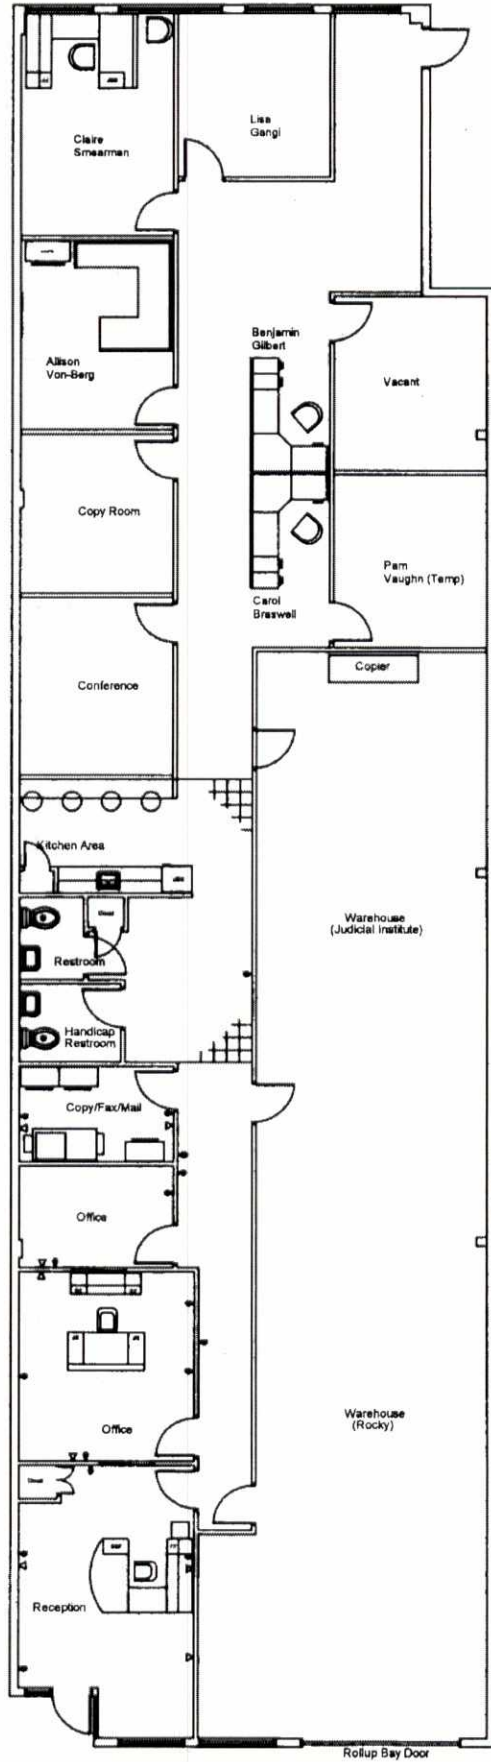 Lisa
Gangi
Claire
Smearman
Benjamin
Gilbert
Allison
Von-Berg
Vacant
Copy Room
Pam
Vaughn (Temp)
Carol
Braswell
Copier
Conference
Kitchen Area
Warehouse
(Judicial Institute)
Restroom
Handicap
Restroom
Copy/Fax/Mail
Office
Warehouse
(Rocky)
Office
Reception
Rollup Bay Door